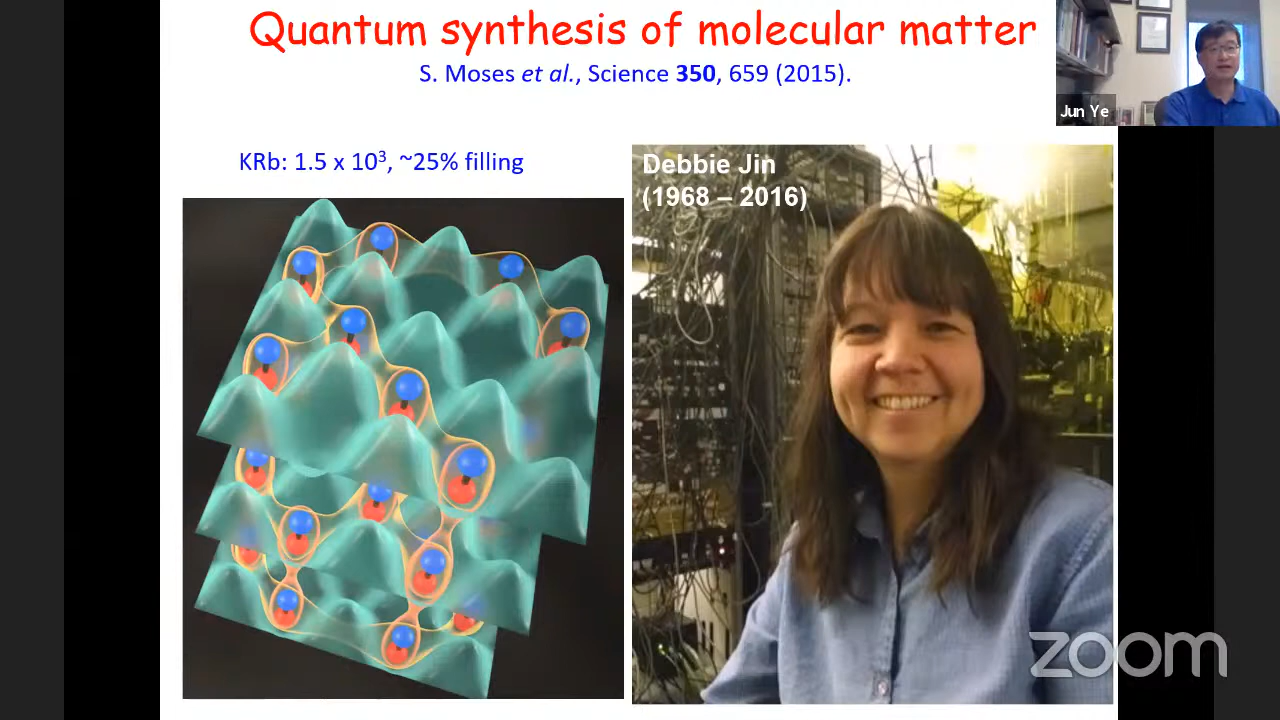 Quantum synthesis of molecular matter
S. Moses et al., Science 350, 659 (2015).
Jun Ye
KRb: 1.5 x 10³, ~25% filling
Debbie Jin
(1968 – 2016)
zoom